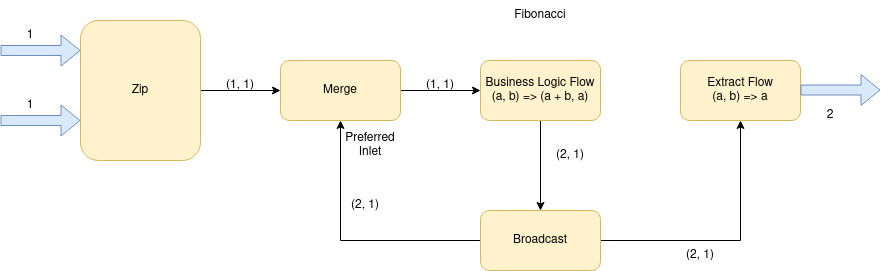 Fibonacci
1
1
Zip
(1, 1)
Merge
(1, 1)
Business Logic Flow
(a, b) => (a + b, a)
Extract Flow
(a, b) => a
2
Preferred
Inlet
(2, 1)
(2, 1)
Broadcast
(2, 1)